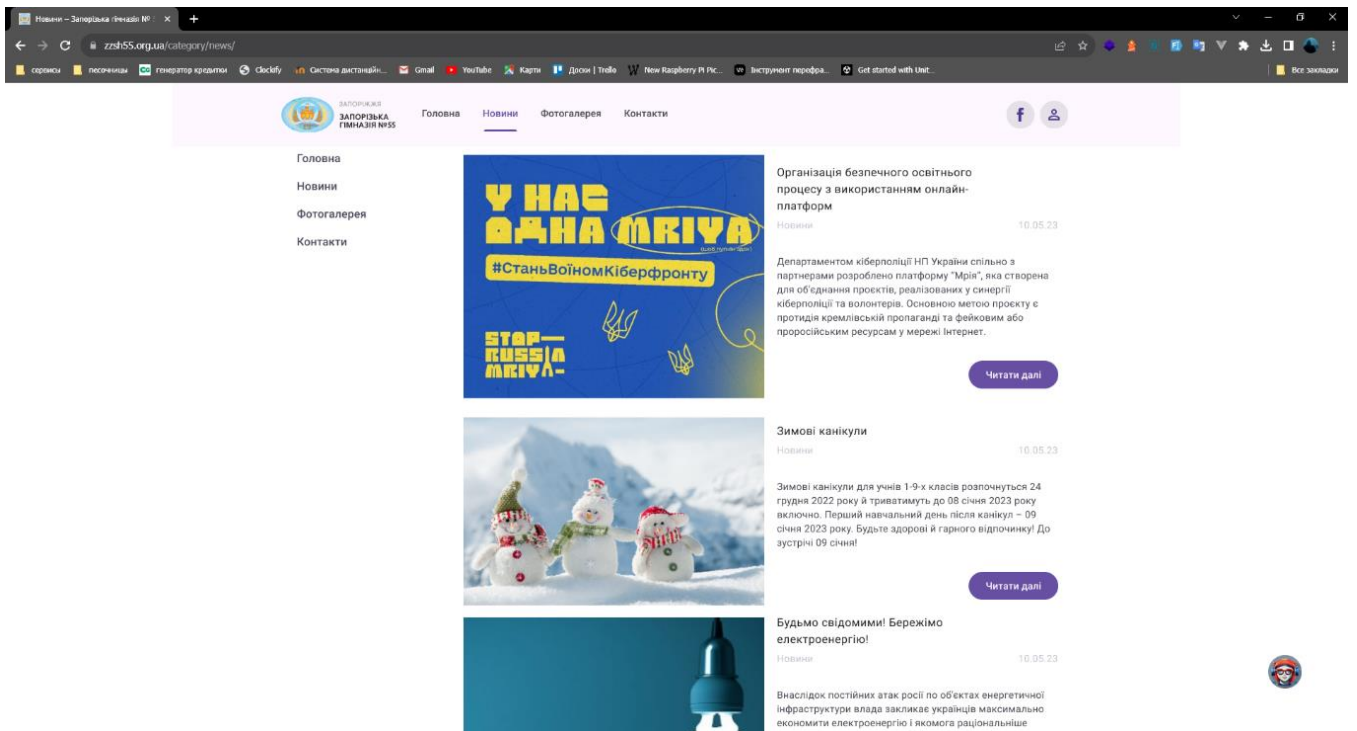 Новини – Запорізька гімназія №
zzsh55.org.ua/category/news/
сервисы
песочницы
генератор кредитки
Clockify
Система дистанцій...
Gmail
YouTube
Карти
Доски | Trello
New Raspberry Pi Pic...
Інструмент перефра...
Get started with Unit...
Все закладки
ЗАПОРІЖЖЯ
ЗАПОРІЗЬКА
ГІМНАЗІЯ №55
Головна
Новини
Фотогалерея
Контакти
Головна
Новини
Фотогалерея
Контакти
У НАС
ОДНА MRIYA
#СтаньВоїномКіберфронту
STOP—
RUSSIA
MRIYA–
Організація безпечного освітнього
процесу з використанням онлайн-
платформ
Новини 10.05.23
Департаментом кіберполіції НП України спільно з
партнерами розроблено платформу "Мрія", яка створена
для об'єднання проєктів, реалізованих у синергії
кіберполіції та волонтерів. Основною метою проєкту є
протидія кремлівській пропаганді та фейковим або
проросійським ресурсам у мережі Інтернет.
Читати далі
Зимові канікули
Новини 10.05.23
Зимові канікули для учнів 1-9-х класів розпочнуться 24
грудня 2022 року й триватимуть до 08 січня 2023 року
включно. Перший навчальний день після канікул – 09
січня 2023 року. Будьте здорові й гарного відпочинку! До
зустрічі 09 січня!
Читати далі
Будьмо свідомими! Бережімо
електроенергію!
Новини 10.05.23
Внаслідок постійних атак росії по об'єктах енергетичної
інфраструктури влада закликає українців максимально
економити електроенергію і якомога раціональніше